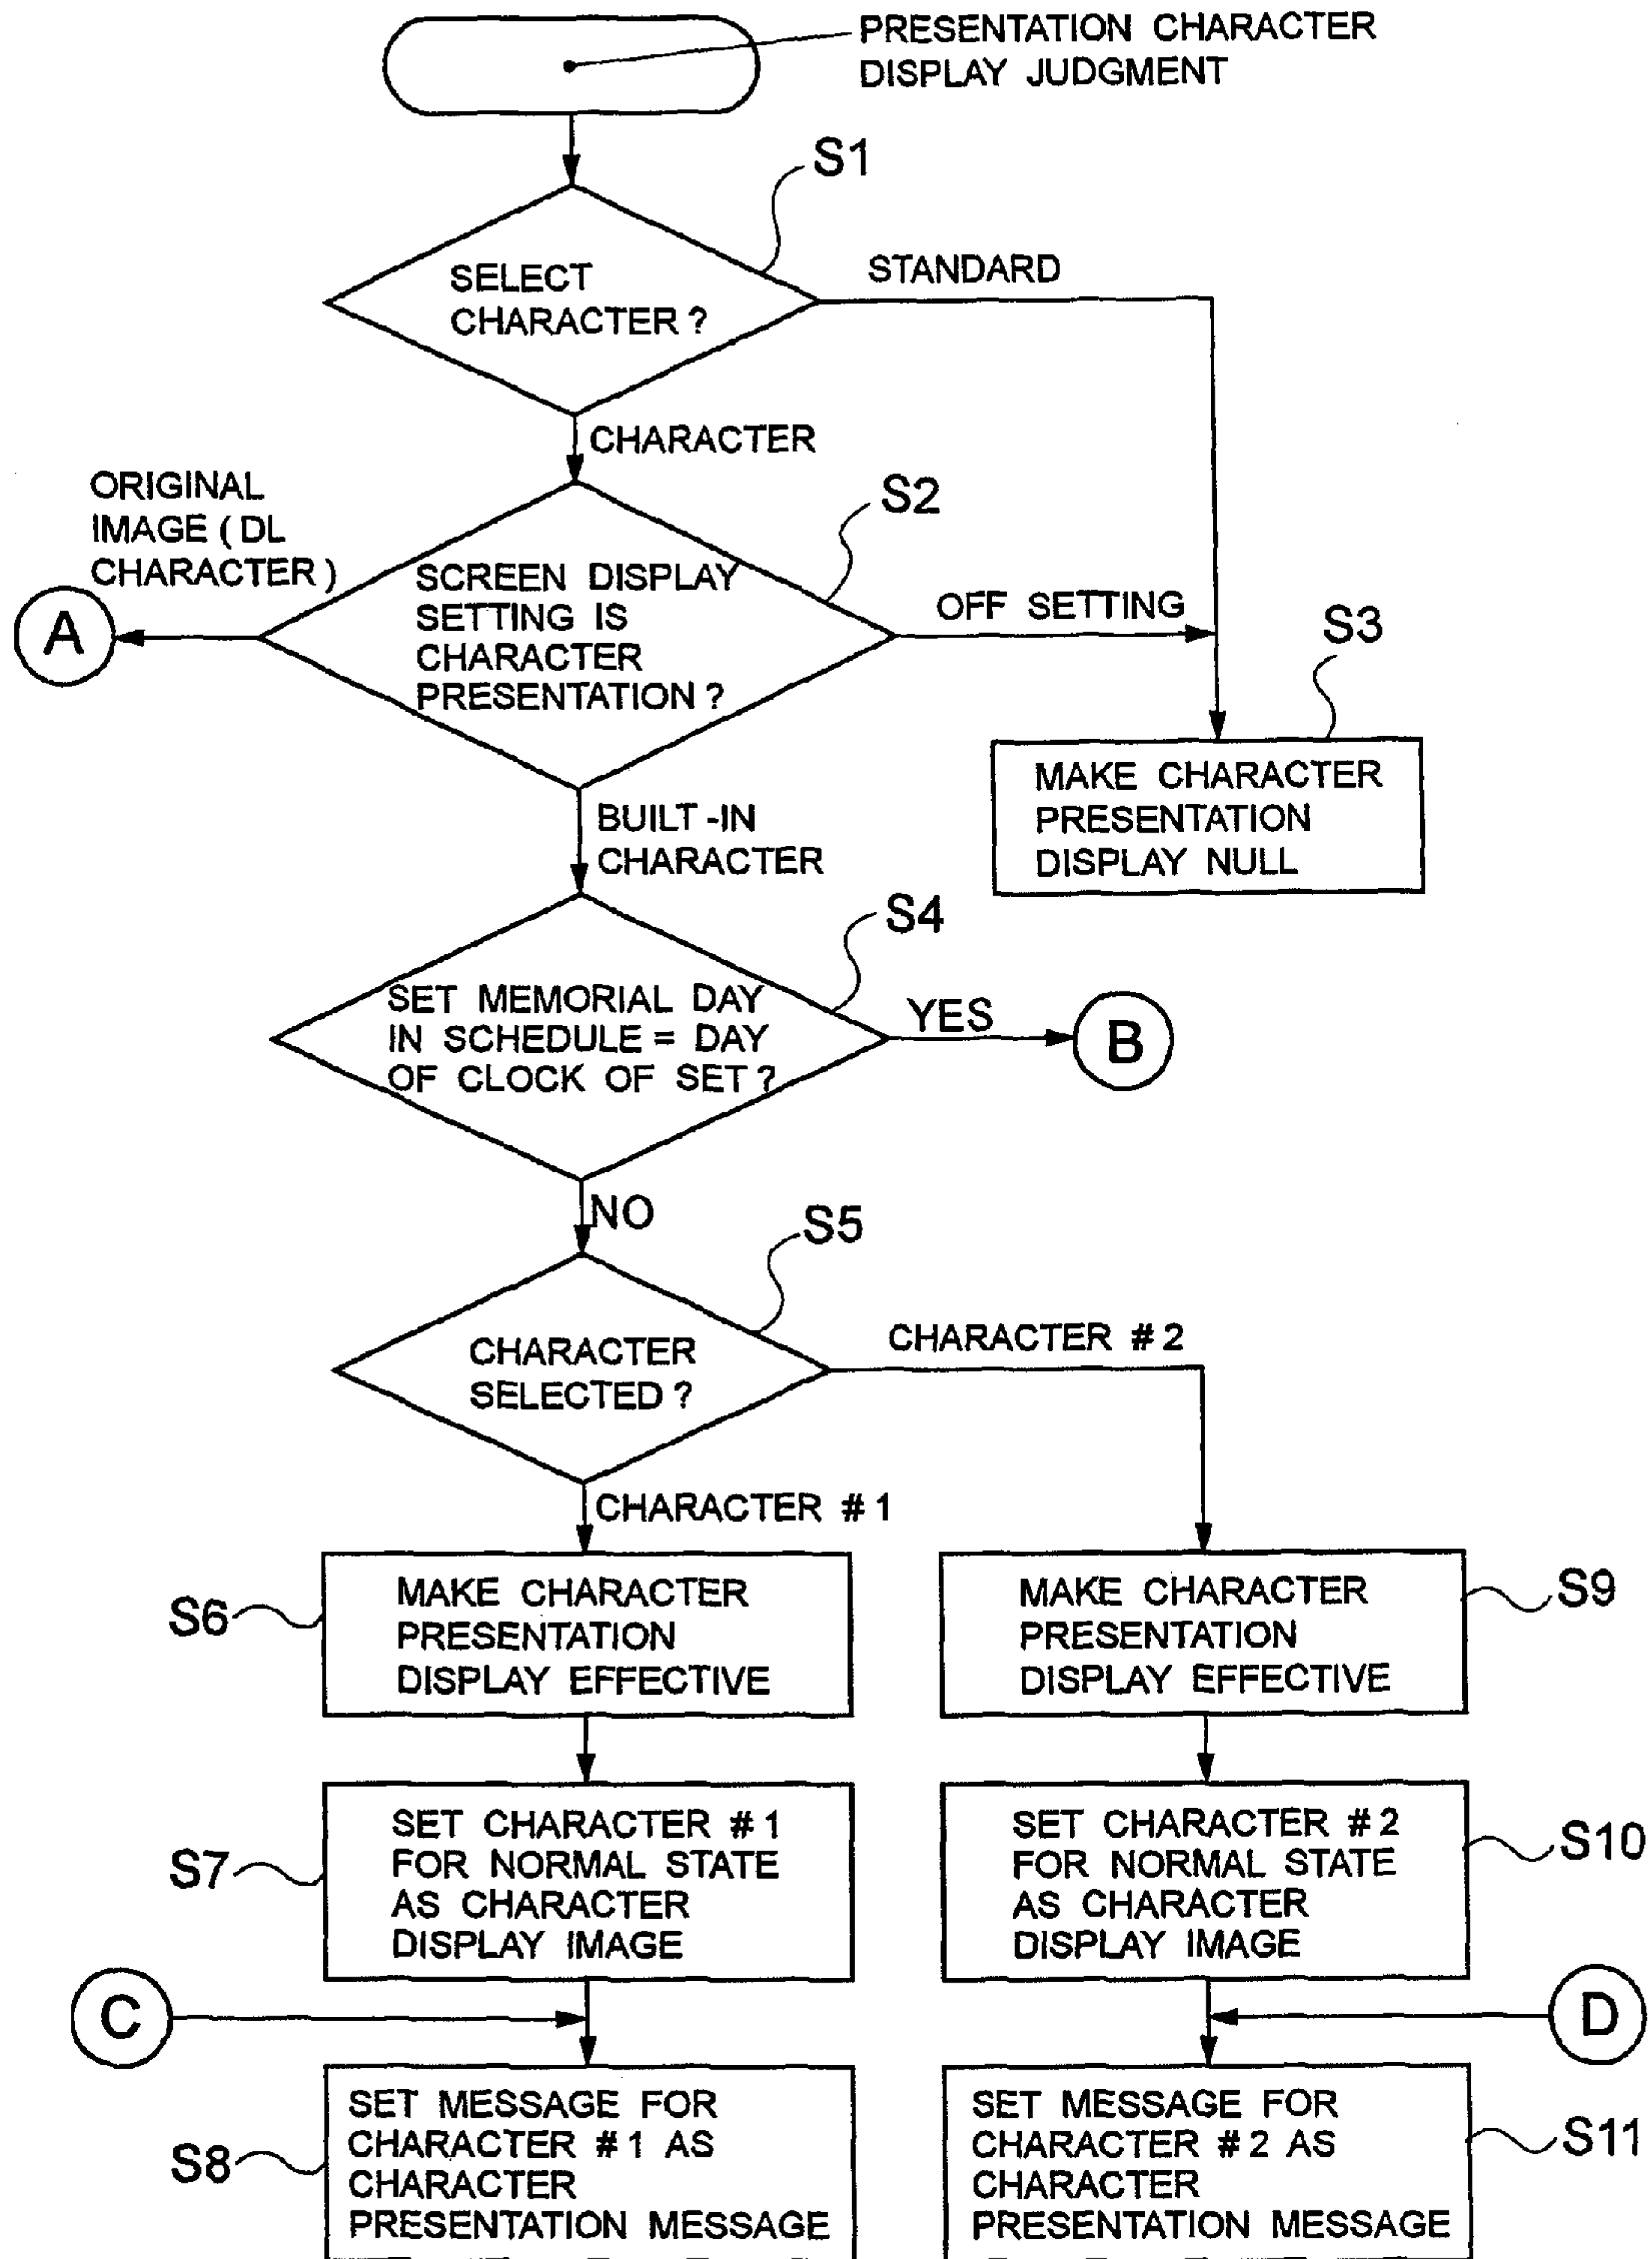 PRESENTATION CHARACTER
DISPLAY JUDGMENT
S1
SELECT
CHARACTER ?
STANDARD
CHARACTER
ORIGINAL
IMAGE ( DL
CHARACTER )
S2
SCREEN DISPLAY
SETTING IS
CHARACTER
PRESENTATION ?
OFF SETTING
A
S3
MAKE CHARACTER
PRESENTATION
DISPLAY NULL
BUILT -IN
CHARACTER
S4
SET MEMORIAL DAY
IN SCHEDULE = DAY
OF CLOCK OF SET ?
YES
B
NO
S5
CHARACTER
SELECTED ?
CHARACTER # 2
CHARACTER # 1
S6
MAKE CHARACTER
PRESENTATION
DISPLAY EFFECTIVE
MAKE CHARACTER
PRESENTATION
DISPLAY EFFECTIVE
S9
S7
SET CHARACTER # 1
FOR NORMAL STATE
AS CHARACTER
DISPLAY IMAGE
SET CHARACTER # 2
FOR NORMAL STATE
AS CHARACTER
DISPLAY IMAGE
S10
C
D
S8
SET MESSAGE FOR
CHARACTER # 1 AS
CHARACTER
PRESENTATION MESSAGE
SET MESSAGE FOR
CHARACTER # 2 AS
CHARACTER
PRESENTATION MESSAGE
S11